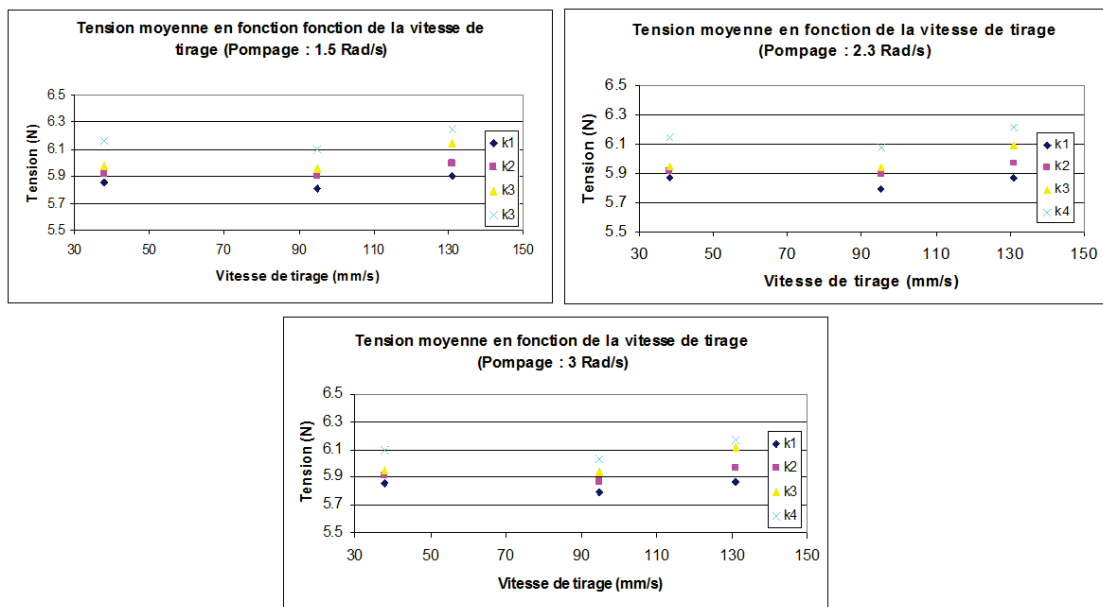 Tension moyenne en fonction fonction de la vitesse de
tirage (Pompage : 1.5 Rad/s)
6.5
6.3
6.1
5.9
5.7
5.5
Tension (N)
30 50 70 90 110 130 150
Vitesse de tirage (mm/s)
k1
k2
k3
k3
Tension moyenne en fonction de la vitesse de tirage
(Pompage : 2.3 Rad/s)
6.5
6.3
6.1
5.9
5.7
5.5
Tension (N)
30 50 70 90 110 130 150
Vitesse de tirage (mm/s)
k1
k2
k3
k4
Tension moyenne en fonction de la vitesse de tirage
(Pompage : 3 Rad/s)
6.5
6.3
6.1
5.9
5.7
5.5
Tension (N)
30 50 70 90 110 130 150
Vitesse de tirage (mm/s)
k1
k2
k3
k4